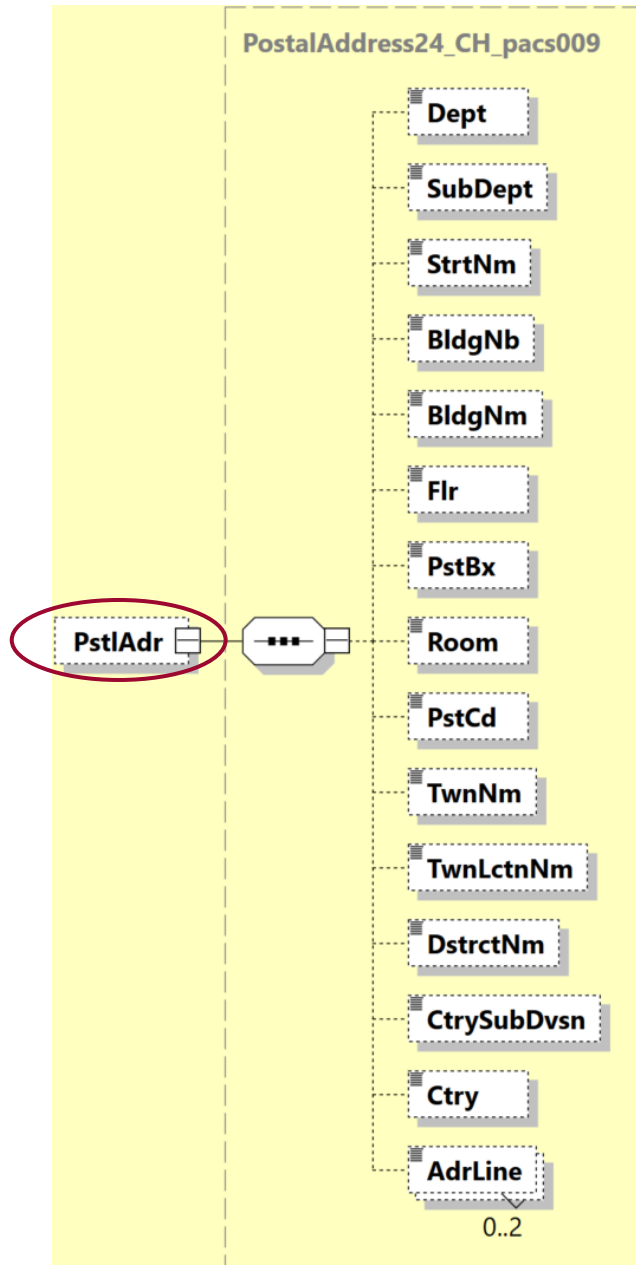 PostalAddress24_CH_pacs009
Dept
SubDept
StrtNm
BldgNb
BldgNm
Flr
PstBx
PstlAdr
Room
PstCd
TwnNm
TwnLctnNm
DstrctNm
CtrySubDvsn
Ctry
AdrLine
0..2